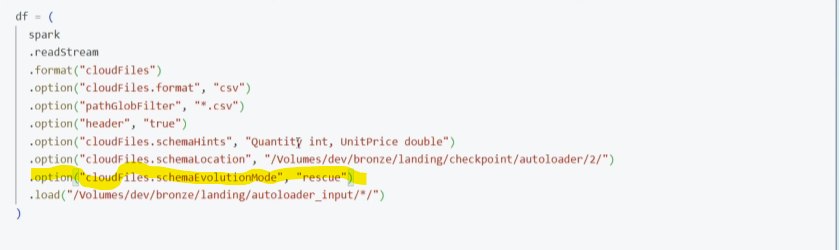 df = (
spark
.readStream
.format("cloudFiles")
.option("cloudFiles.format", "csv")
.option("pathGlobFilter", "*.csv")
.option("header", "true")
.option("cloudFiles.schemaHints", "Quantity int, UnitPrice double")
.option("cloudFiles.schemaLocation", "/Volumes/dev/bronze/landing/checkpoint/autoloader/2/")
.option("cloudFiles.schemaEvolutionMode", "rescue")
.load("/Volumes/dev/bronze/landing/autoloader_input/*/")
)